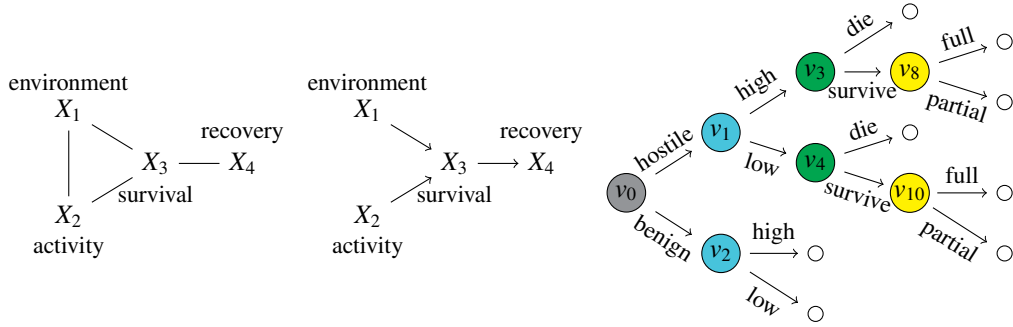 environment
X1
X3
recovery
X4
survival
X2
activity
environment
X1
X3
recovery
X4
survival
X2
activity
v0
hostile
benign
v1
high
low
v2
high
low
v3
die
survive
v4
die
survive
v8
full
partial
v10
full
partial